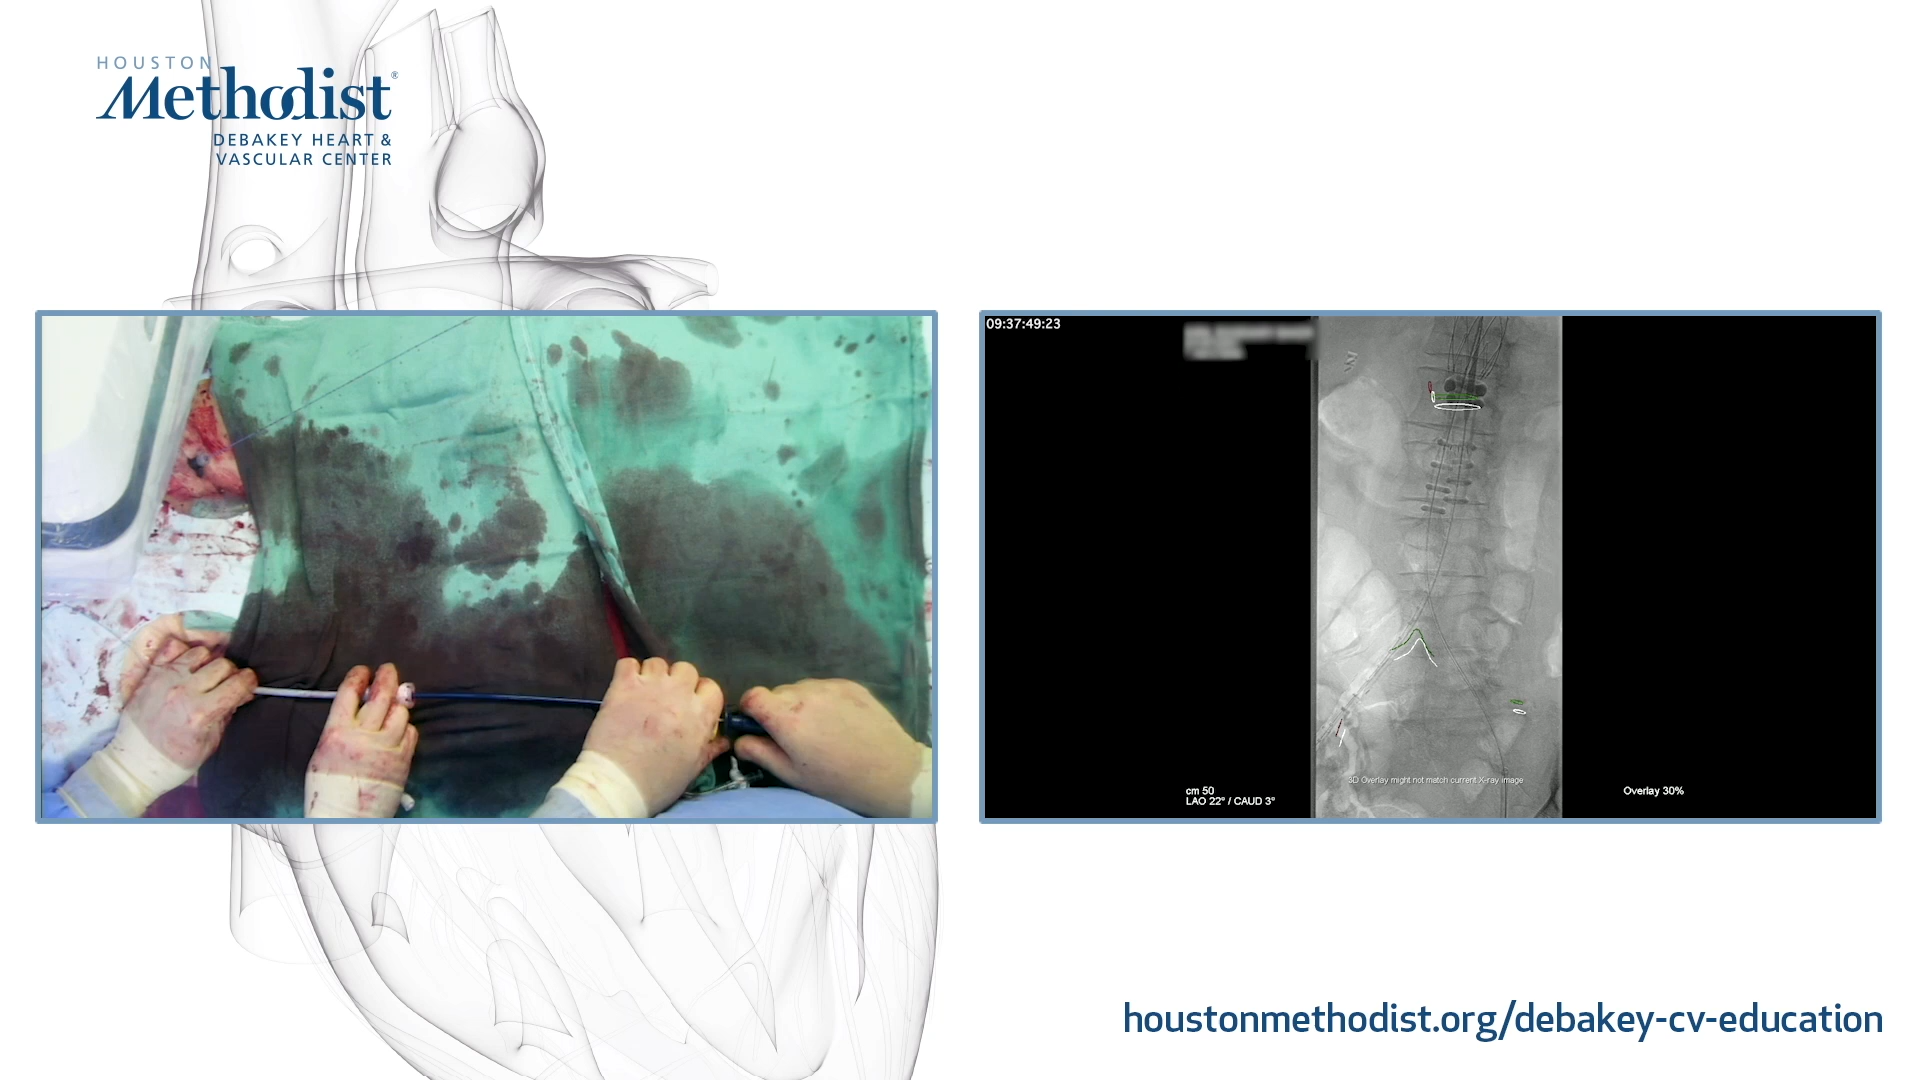 HOUSTON
Methodist®
DEBAKEY HEART &
VASCULAR CENTER
09:37:49:23
cm 50
LAO 22° / CAUD 3°
3D Overlay might not match current X-ray image
Overlay 30%
houstonmethodist.org/debakey-cv-education